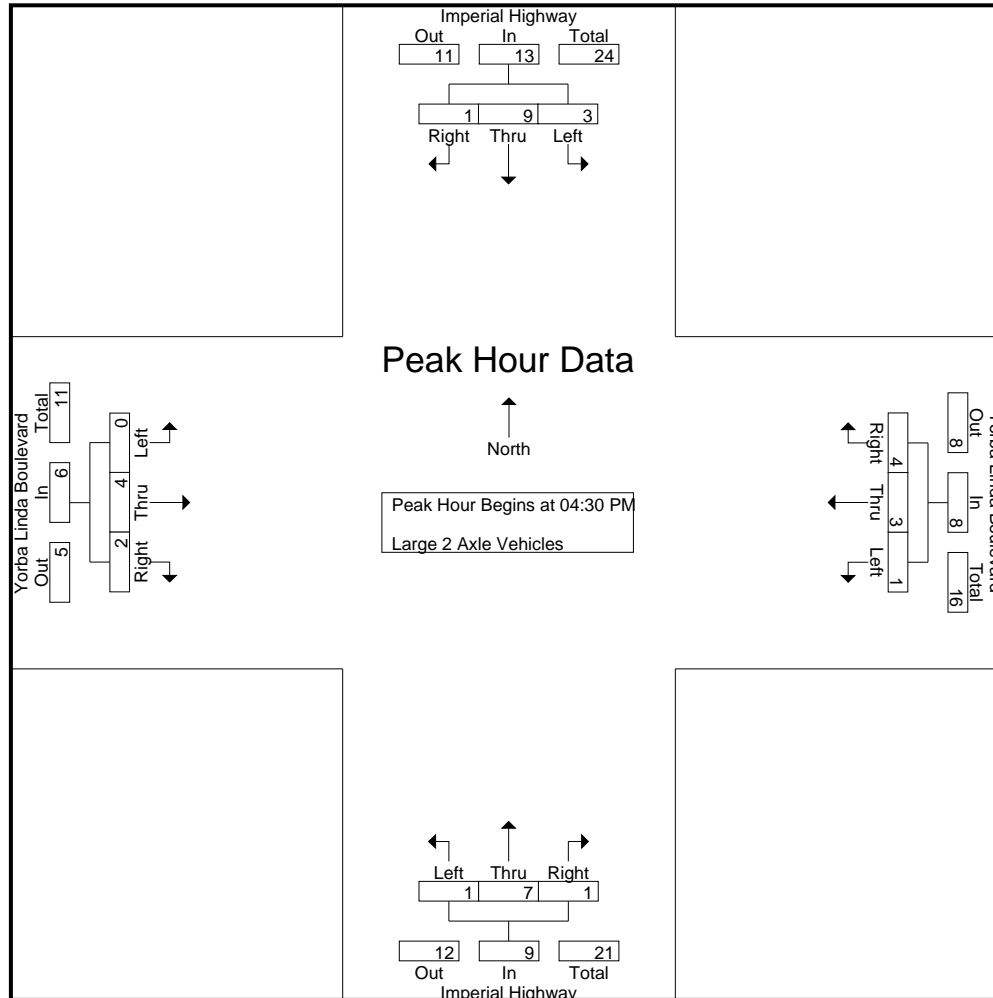 Imperial Highway
Out In Total
11 13 24
1 9 3
Right Thru Left
Peak Hour Data
North
Peak Hour Begins at 04:30 PM
Large 2 Axle Vehicles
Yorba Linda Boulevard
Out In Total
5 6 11
Right Thru Left
2 4 0
Out In Total
8 8 16
Right Thru Left
4 3 1
Left Thru Right
1 7 1
12 9 21
Out In Total
Imperial Highway